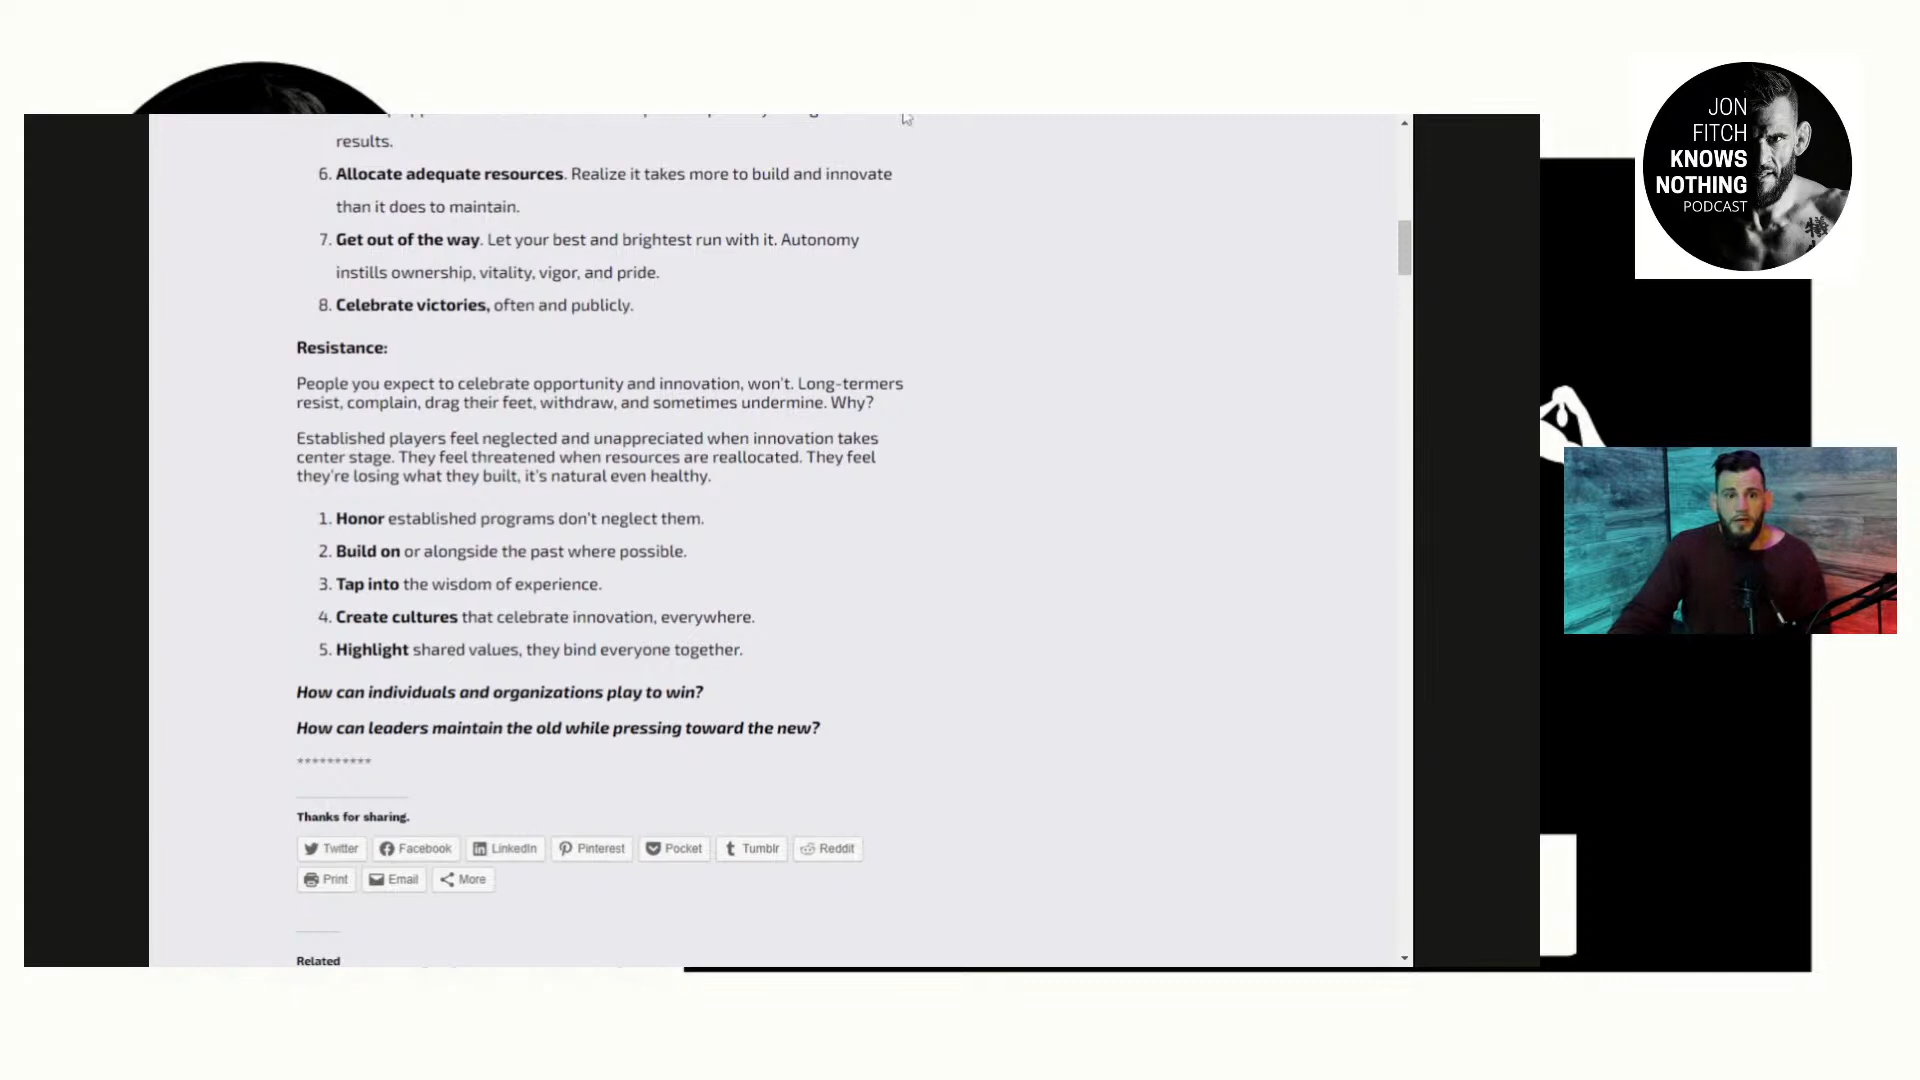 results.
6. Allocate adequate resources. Realize it takes more to build and innovate
than it does to maintain.
7. Get out of the way. Let your best and brightest run with it. Autonomy
instills ownership, vitality, vigor, and pride.
8. Celebrate victories, often and publicly.
Resistance:
People you expect to celebrate opportunity and innovation, won't. Long-termers
resist, complain, drag their feet, withdraw, and sometimes undermine. Why?
Established players feel neglected and unappreciated when innovation takes
center stage. They feel threatened when resources are reallocated. They feel
they're losing what they built, it's natural even healthy.
1. Honor established programs don't neglect them.
2. Build on or alongside the past where possible.
3. Tap into the wisdom of experience.
4. Create cultures that celebrate innovation, everywhere.
5. Highlight shared values, they bind everyone together.
How can individuals and organizations play to win?
How can leaders maintain the old while pressing toward the new?
**********
Thanks for sharing.
Twitter Facebook LinkedIn Pinterest Pocket Tumblr Reddit
Print Email More
Related
JON
FITCH
KNOWS
NOTHING
PODCAST